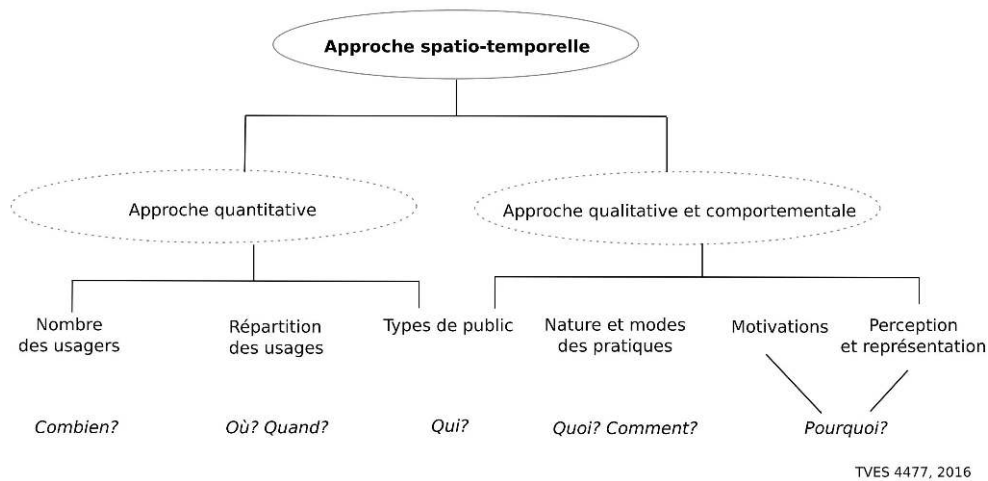 Approche spatio-temporelle
Approche quantitative
Approche qualitative et comportementale
Nombre
des usagers
Répartition
des usages
Types de public
Nature et modes
des pratiques
Motivations
Perception
et représentation
Combien?
Où? Quand?
Qui?
Quoi? Comment?
Pourquoi?
TVES 4477, 2016